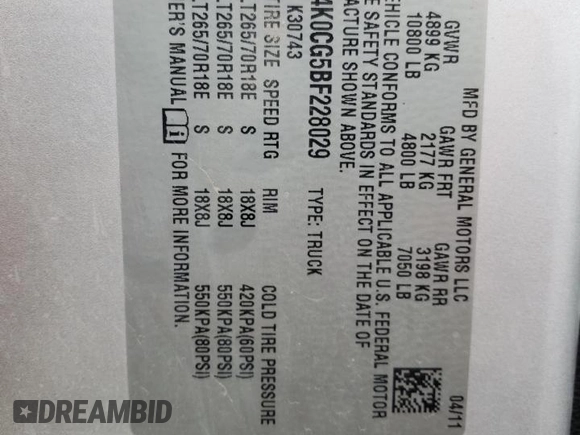 MFD BY GENERAL MOTORS LLC 04/11
GVWR GAWR FRT GAWR RR
4899 KG 2177 KG 3198 KG
10800 LB 4800 LB 7050 LB
VEHICLE CONFORMS TO ALL APPLICABLE U.S. FEDERAL MOTOR
SAFETY STANDARDS IN EFFECT ON THE DATE OF
SHOWN ABOVE.
4K0CG5BF228029 TYPE: TRUCK
K30743
TIRE SIZE SPEED RTG RIM COLD TIRE PRESSURE
LT265/70R18E S 18X8J 420KPA(60PSI)
LT265/70R18E S 18X8J 550KPA(80PSI)
LT265/70R18E S 18X8J 550KPA(80PSI)
MANUAL i FOR MORE INFORMATION.
DREAMBID